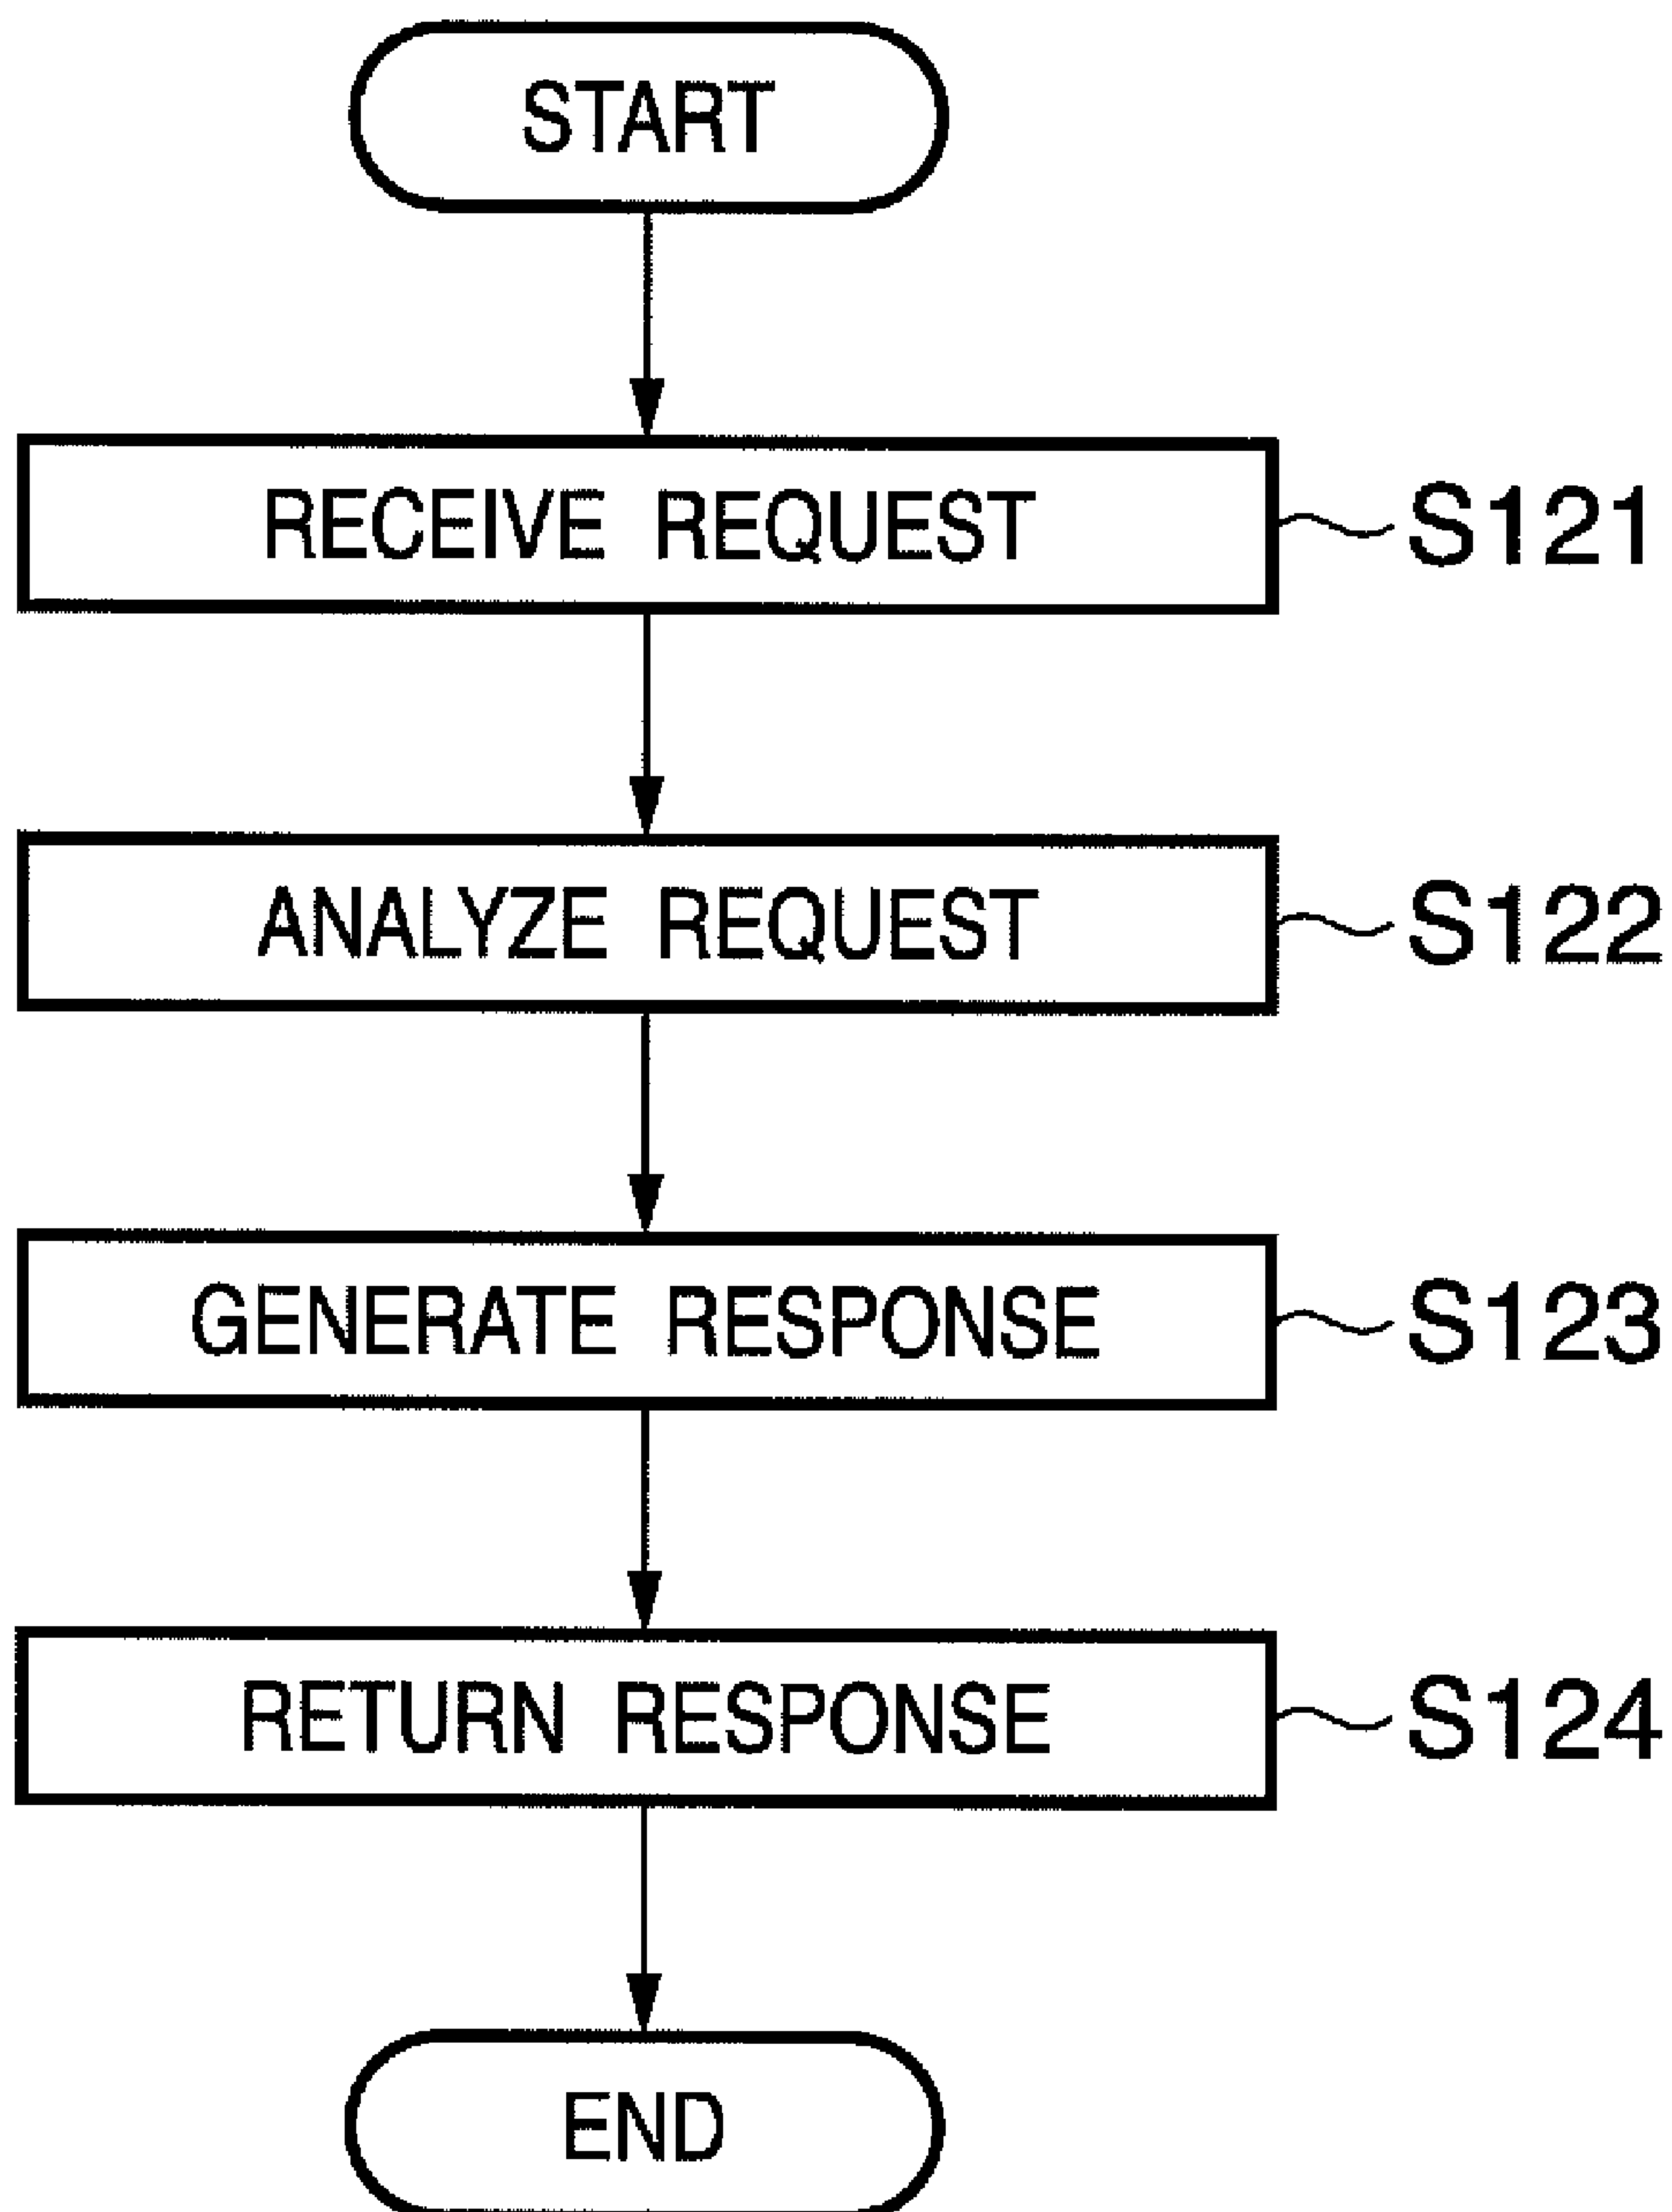 START
RECEIVE REQUEST S121
ANALYZE REQUEST S122
GENERATE RESPONSE S123
RETURN RESPONSE S124
END